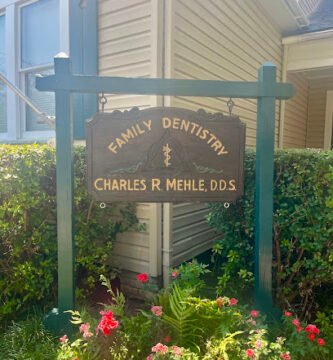 FAMILY DENTISTRY
CHARLES R. MEHLE, D.D.S.